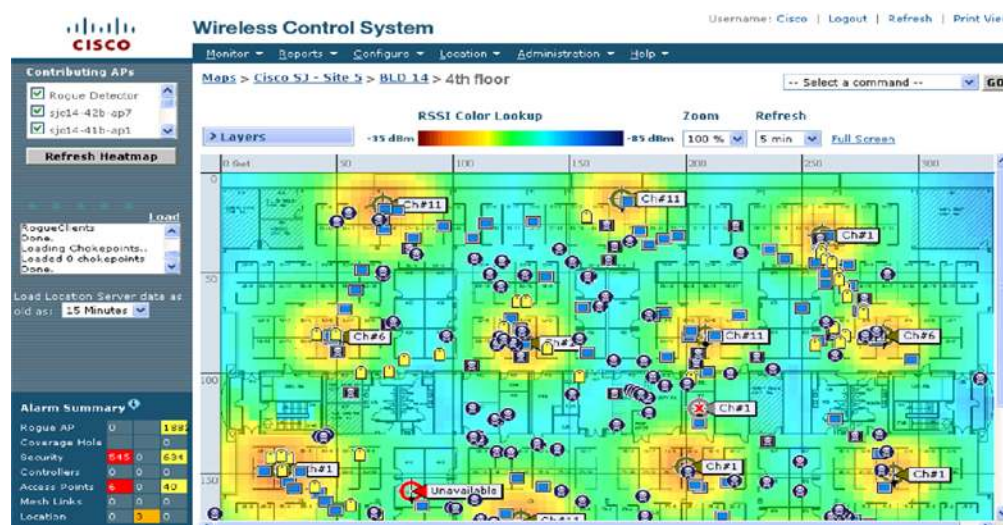 CISCO
Wireless Control System
Username: Cisco | Logout | Refresh | Print View
Monitor Reports Configure Location Administration Help
Maps > Cisco SJ - Site 5 > BLD 14 > 4th floor
-- Select a command --
GO
Contributing APs
Rogue Detector
sjc14-42b-ap7
sjc14-41b-ap1
Refresh Heatmap
Load
RogueClients
Done.
Loading Chokepoints..
Loaded 0 chokepoints
Done.
Load Location Server data as
old as: 15 Minutes
Alarm Summary
Rogue AP 0 1882
Coverage Hole 0
Security 545 0 634
Controllers 0 0 0
Access Points 6 0 40
Mesh Links 0 0 0
Location 0 3 0
RSSI Color Lookup
Zoom
Refresh
> Layers
-35 dBm
-85 dBm
100 %
5 min
Full Screen
0 feet 50 100 150 200 250 300
0
50
100
150
Ch#11
Ch#11
Ch#1
Ch#6
Ch#11
Ch#6
Ch#1
Ch#1
Ch#1
Unavailable
Ch#11